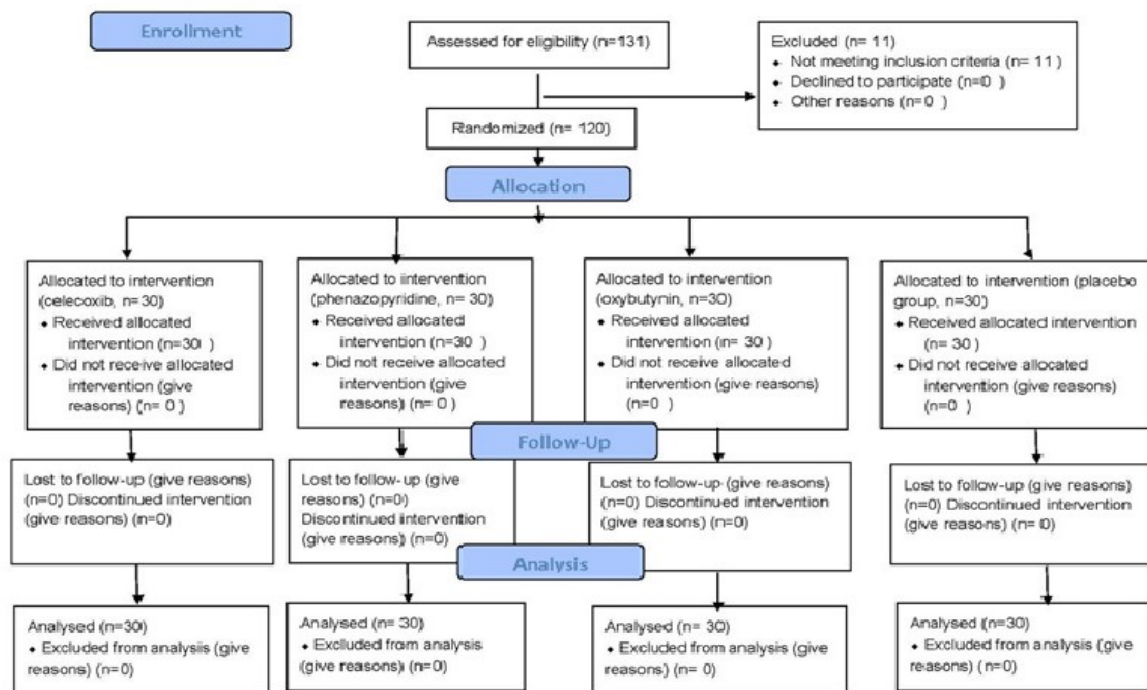 Enrollment
Assessed for eligibility (n=131)
Excluded (n= 11)
Not meeting inclusion criteria (n= 11)
Declined to participate (n=0 )
Other reasons (n=0 )
Randomized (n= 120)
Allocation
Allocated to intervention
(celecoxib, n= 30)
Received allocated
intervention (n=30 )
Did not receive allocated
intervention (give
reasons) (n= 0 )
Allocated to intervention
(phenazopyridine, n= 30)
Received allocated
intervention (n=30 )
Did not receive allocated
intervention (give
reasons) (n= 0 )
Allocated to intervention
(oxybutynin, n=30)
Received allocated
intervention (n= 30)
Did not receive allocated
intervention (give reasons)
(n=0 )
Allocated to intervention (placebo
group, n=30)
Received allocated intervention
(n= 30)
Did not receive allocated
intervention (give reasons)
(n=0 )
Follow-Up
Lost to follow-up (give reasons)
(n=0) Discontinued intervention
(give reasons) (n=0)
Lost to follow-up (give
reasons) (n=0)
Discontinued intervention
(give reasons) (n=0)
Lost to follow-up (give reasons)
(n=0) Discontinued intervention
(give reasons) (n=0)
Lost to follow-up (give reasons)
(n=0) Discontinued intervention
(give reasons) (n= 0)
Analysis
Analysed (n=30)
Excluded from analysis (give
reasons) (n=0)
Analysed (n= 30)
Excluded from analysis
(give reasons) (n=0)
Analysed (n= 30)
Excluded from analysis (give
reasons) (n= 0)
Analysed (n=30)
Excluded from analysis (give
reasons) (n=0)